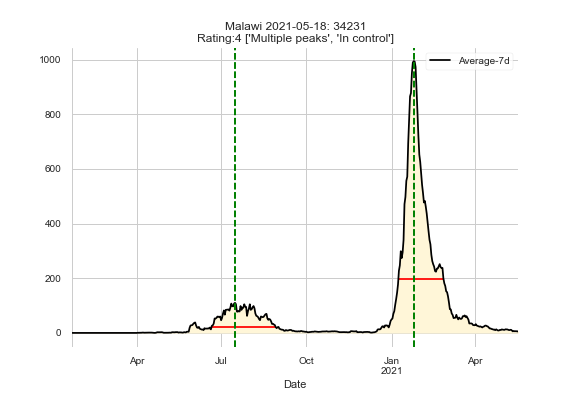 Malawi 2021-05-18: 34231
Rating:4 ['Multiple peaks', 'In control']
Average-7d
1000
800
600
400
200
0
Apr
Jul
Oct
Jan
2021
Apr
Date